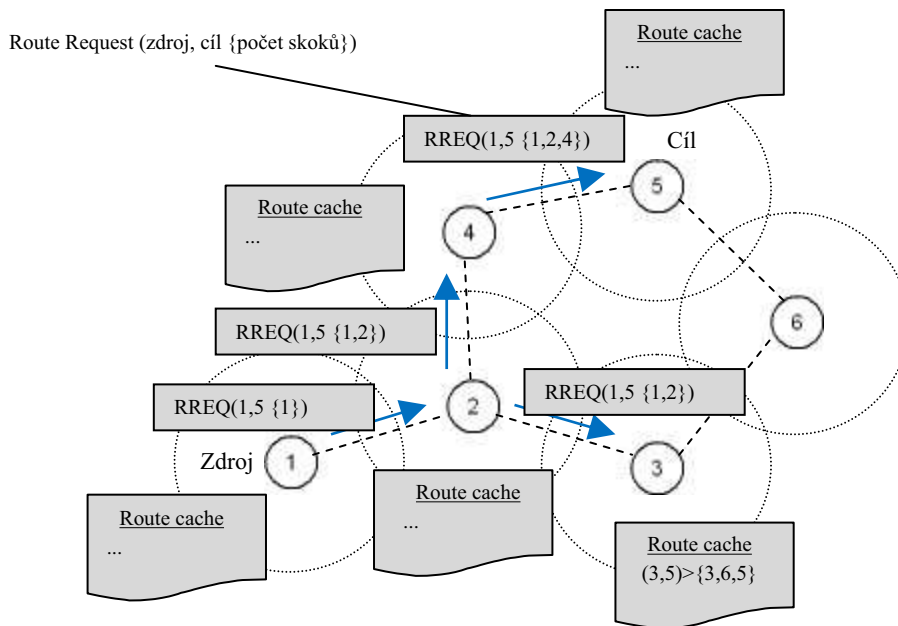 Route Request (zdroj, cíl {počet skoků})
Route cache
...
RREQ(1,5 {1,2,4})
Cíl
5
Route cache
...
4
6
RREQ(1,5 {1,2})
RREQ(1,5 {1})
2
RREQ(1,5 {1,2})
Zdroj
1
3
Route cache
...
Route cache
...
Route cache
(3,5)>{3,6,5}